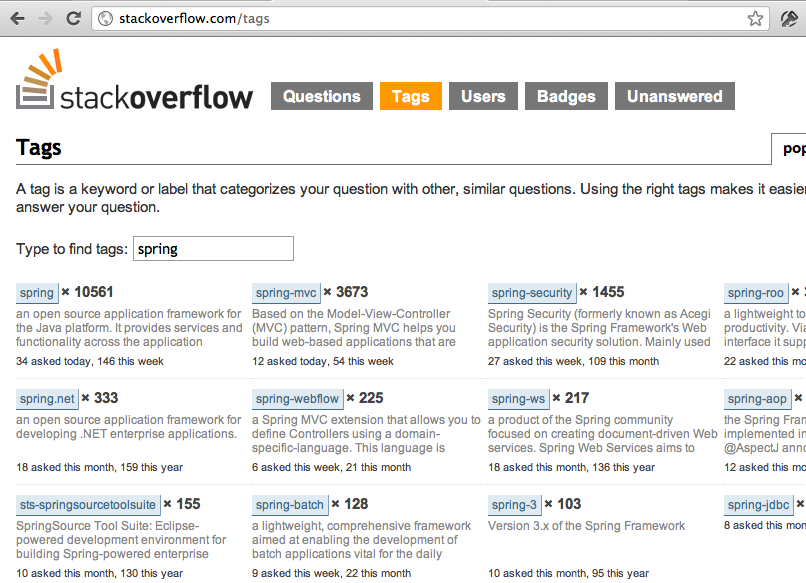 stackoverflow.com/tags
stackoverflow
Questions Tags Users Badges Unanswered
Tags
pop
A tag is a keyword or label that categorizes your question with other, similar questions. Using the right tags makes it easier
answer your question.
Type to find tags: spring
spring × 10561
an open source application framework for
the Java platform. It provides services and
functionality across the application
34 asked today, 146 this week
spring-mvc × 3673
Based on the Model-View-Controller
(MVC) pattern, Spring MVC helps you
build web-based applications that are
12 asked today, 54 this week
spring-security × 1455
Spring Security (formerly known as Acegi
Security) is the Spring Framework's Web
application security solution. Mainly used
27 asked this week, 109 this month
spring-roo ×
a lightweight to
productivity. Via
interface it supp
22 asked this mo
spring.net × 333
an open source application framework for
developing .NET enterprise applications.
18 asked this month, 159 this year
spring-webflow × 225
a Spring MVC extension that allows you to
define Controllers using a domain-
specific-language. This language is
6 asked this week, 21 this month
spring-ws × 217
a product of the Spring community
focused on creating document-driven Web
services. Spring Web Services aims to
18 asked this month, 136 this year
spring-aop ×
the Spring Fram
implemented in
@AspectJ anno
12 asked this mo
sts-springsourcetoolsuite × 155
SpringSource Tool Suite: Eclipse-
powered development environment for
building Spring-powered enterprise
10 asked this month, 130 this year
spring-batch × 128
a lightweight, comprehensive framework
aimed at enabling the development of
batch applications vital for the daily
9 asked this week, 22 this month
spring-3 × 103
Version 3.x of the Spring Framework
10 asked this month, 95 this year
spring-jdbc ×
8 asked this mon